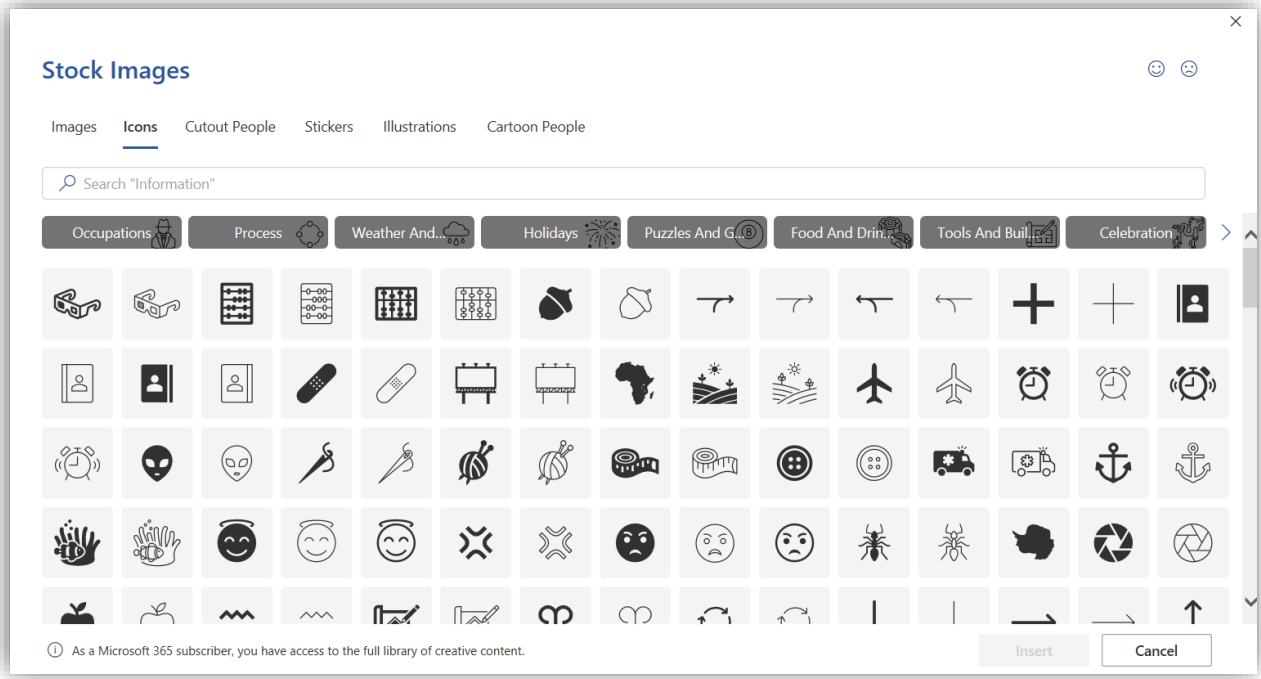 Stock Images
Images Icons Cutout People Stickers Illustrations Cartoon People
Search "Information"
Occupations Process Weather And... Holidays Puzzles And G... 8 Food And Drin... Tools And Buil... Celebration
As a Microsoft 365 subscriber, you have access to the full library of creative content.
Insert Cancel